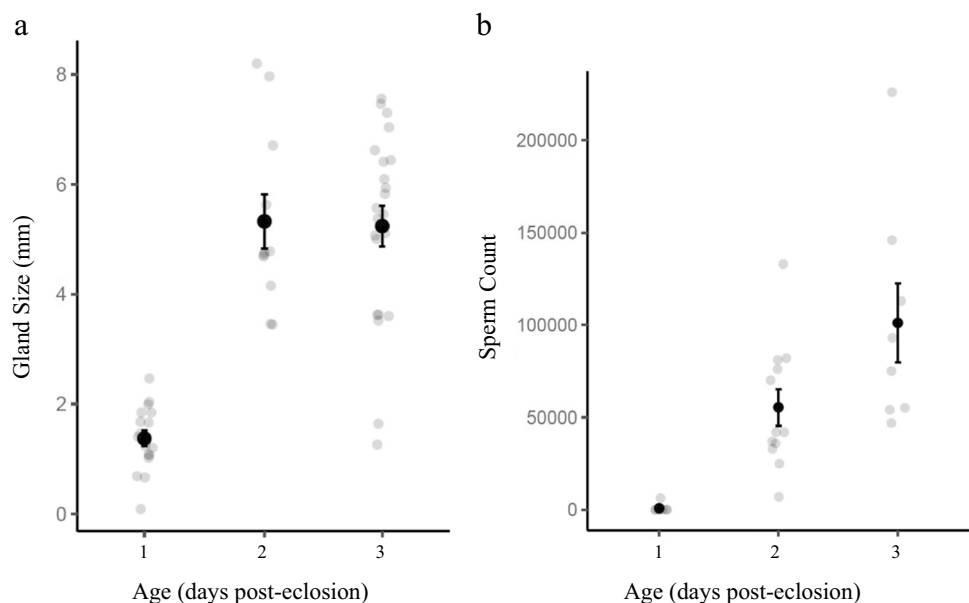 a
Gland Size (mm)
8
6
4
2
0
1 2 3
Age (days post-eclosion)
b
Sperm Count
200000
150000
100000
50000
0
1 2 3
Age (days post-eclosion)